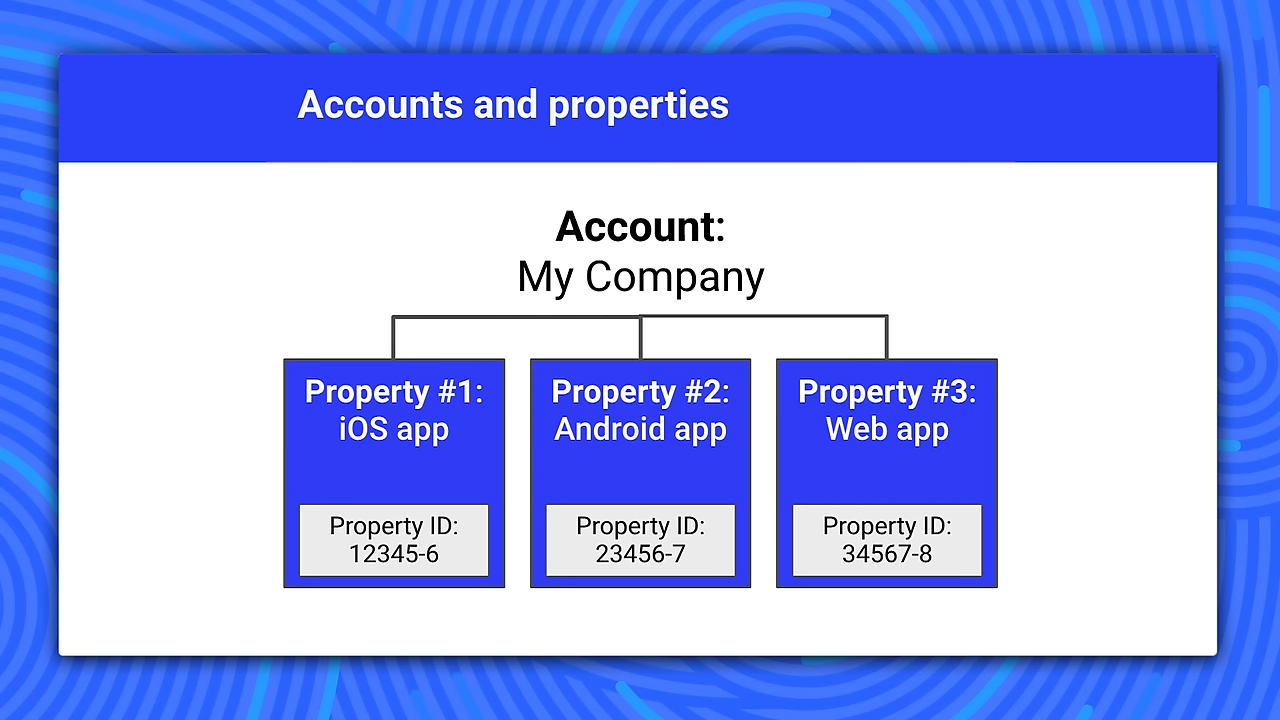 Accounts and properties
Account:
My Company
Property #1:
iOS app
Property ID:
12345-6
Property #2:
Android app
Property ID:
23456-7
Property #3:
Web app
Property ID:
34567-8